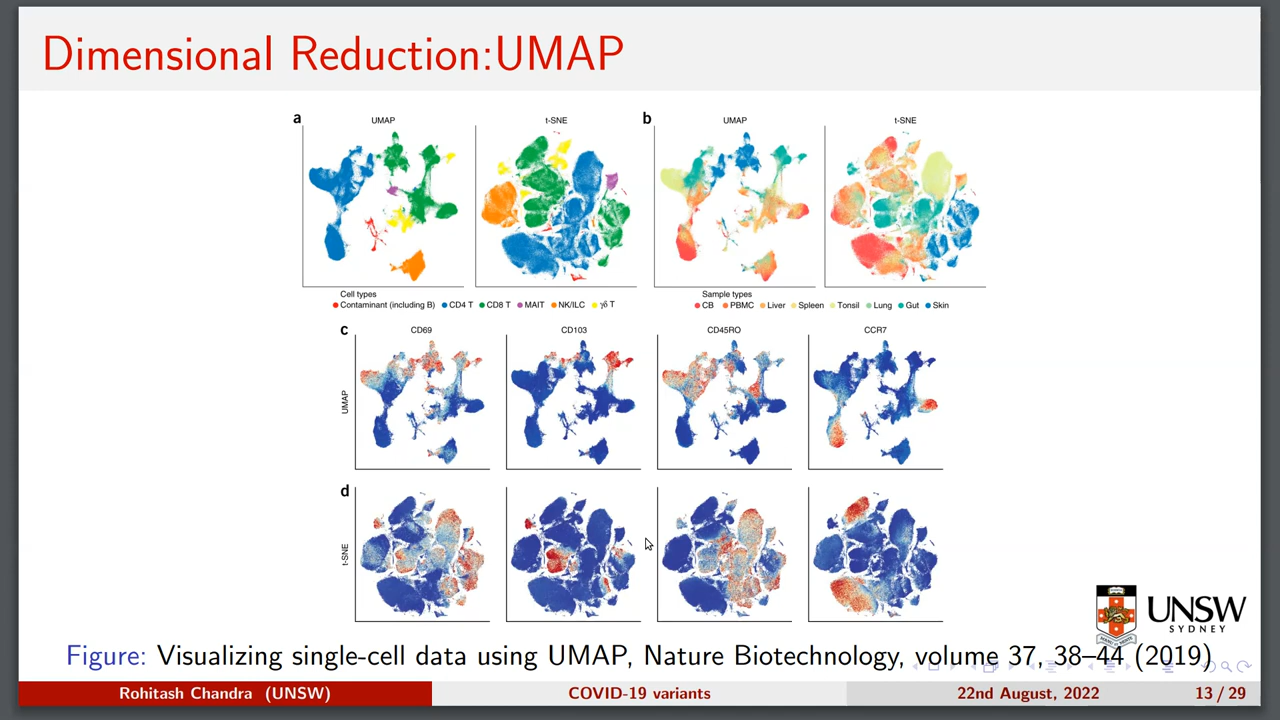 Dimensional Reduction:UMAP
a
UMAP
t-SNE
b
UMAP
t-SNE
Cell types
Contaminant (including B) CD4 T CD8 T MAIT NK/ILC γδ T
Sample types
CB PBMC Liver Spleen Tonsil Lung Gut Skin
c
CD69
CD103
CD45RO
CCR7
UMAP
d
t-SNE
UNSW
SYDNEY
Figure: Visualizing single-cell data using UMAP, Nature Biotechnology, volume 37, 38–44 (2019)
Rohitash Chandra (UNSW)
COVID-19 variants
22nd August, 2022
13 / 29